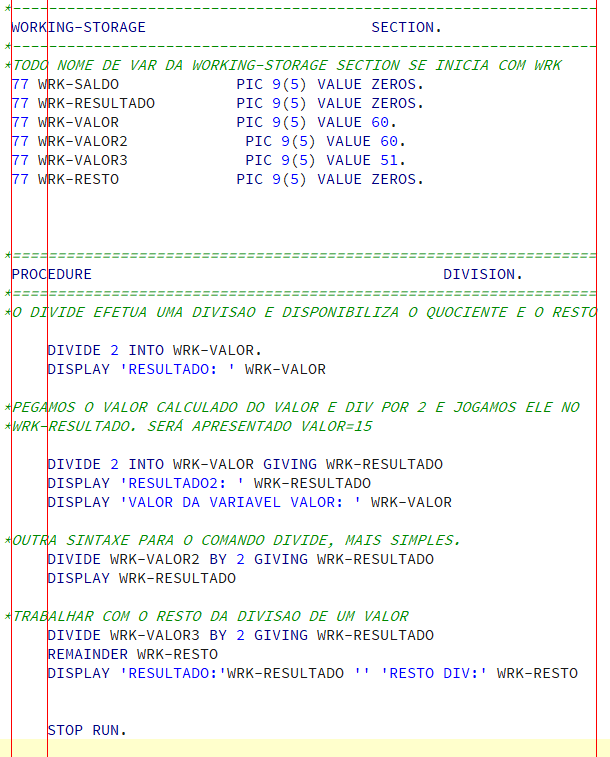 *-----------------------------------------------------------------
WORKING-STORAGE                         SECTION.
*-----------------------------------------------------------------
*TODO NOME DE VAR DA WORKING-STORAGE SECTION SE INICIA COM WRK
77 WRK-SALDO             PIC 9(5) VALUE ZEROS.
77 WRK-RESULTADO         PIC 9(5) VALUE ZEROS.
77 WRK-VALOR             PIC 9(5) VALUE 60.
77 WRK-VALOR2             PIC 9(5) VALUE 60.
77 WRK-VALOR3             PIC 9(5) VALUE 51.
77 WRK-RESTO             PIC 9(5) VALUE ZEROS.
*=================================================================
PROCEDURE                                       DIVISION.
*=================================================================
*O DIVIDE EFETUA UMA DIVISAO E DISPONIBILIZA O QUOCIENTE E O RESTO
DIVIDE 2 INTO WRK-VALOR.
DISPLAY 'RESULTADO: ' WRK-VALOR
*PEGAMOS O VALOR CALCULADO DO VALOR E DIV POR 2 E JOGAMOS ELE NO
*WRK-RESULTADO. SERÁ APRESENTADO VALOR=15
DIVIDE 2 INTO WRK-VALOR GIVING WRK-RESULTADO
DISPLAY 'RESULTADO2: ' WRK-RESULTADO
DISPLAY 'VALOR DA VARIAVEL VALOR: ' WRK-VALOR
*OUTRA SINTAXE PARA O COMANDO DIVIDE, MAIS SIMPLES.
DIVIDE WRK-VALOR2 BY 2 GIVING WRK-RESULTADO
DISPLAY WRK-RESULTADO
*TRABALHAR COM O RESTO DA DIVISAO DE UM VALOR
DIVIDE WRK-VALOR3 BY 2 GIVING WRK-RESULTADO
REMAINDER WRK-RESTO
DISPLAY 'RESULTADO:'WRK-RESULTADO '' 'RESTO DIV:' WRK-RESTO
STOP RUN.